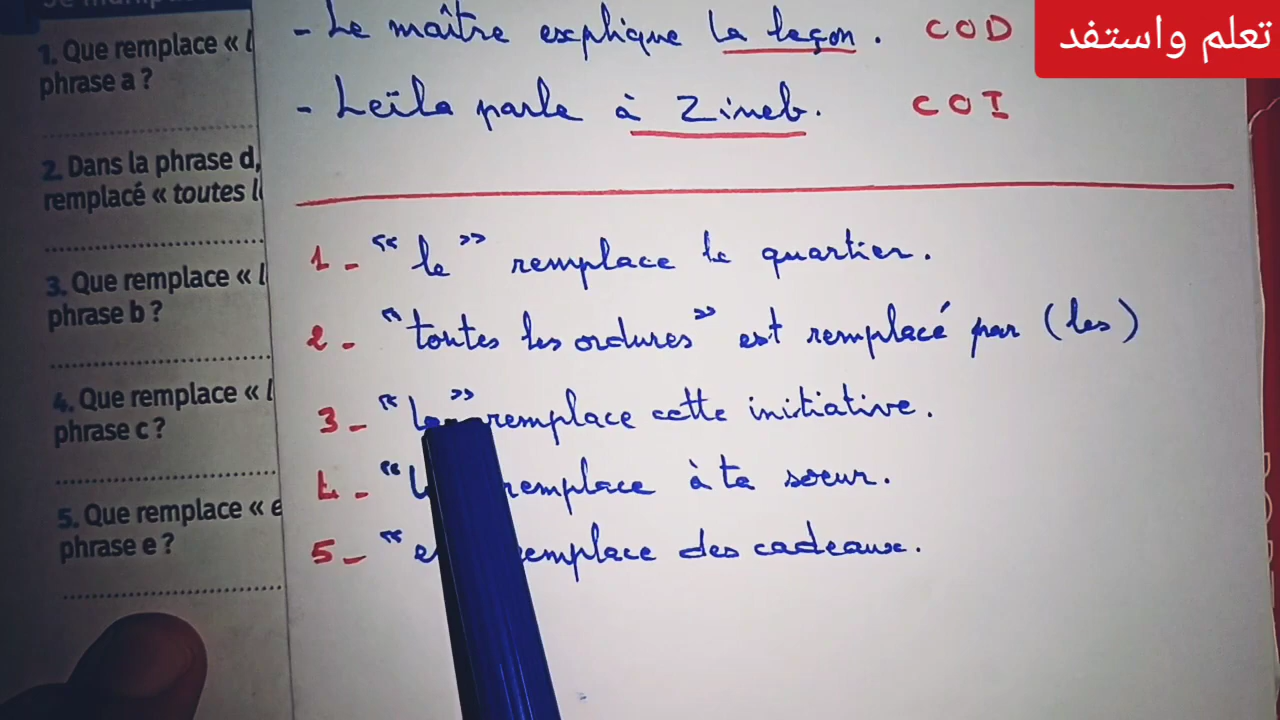 - Le maître explique la leçon. COD
تعلم واستفد
- Leïla parle à Zineb. COI
1. Que remplace «
phrase a ?
2. Dans la phrase d,
remplacé « toutes
3. Que remplace «
phrase b ?
4. Que remplace «
phrase c ?
5. Que remplace «
phrase e ?
1 - "le" remplace le quartier.
2 - "toutes les ordures" est remplacé par (les)
3 - remplace cette initiative.
4 - remplace à ta soeur.
5 - remplace des cadeaux.